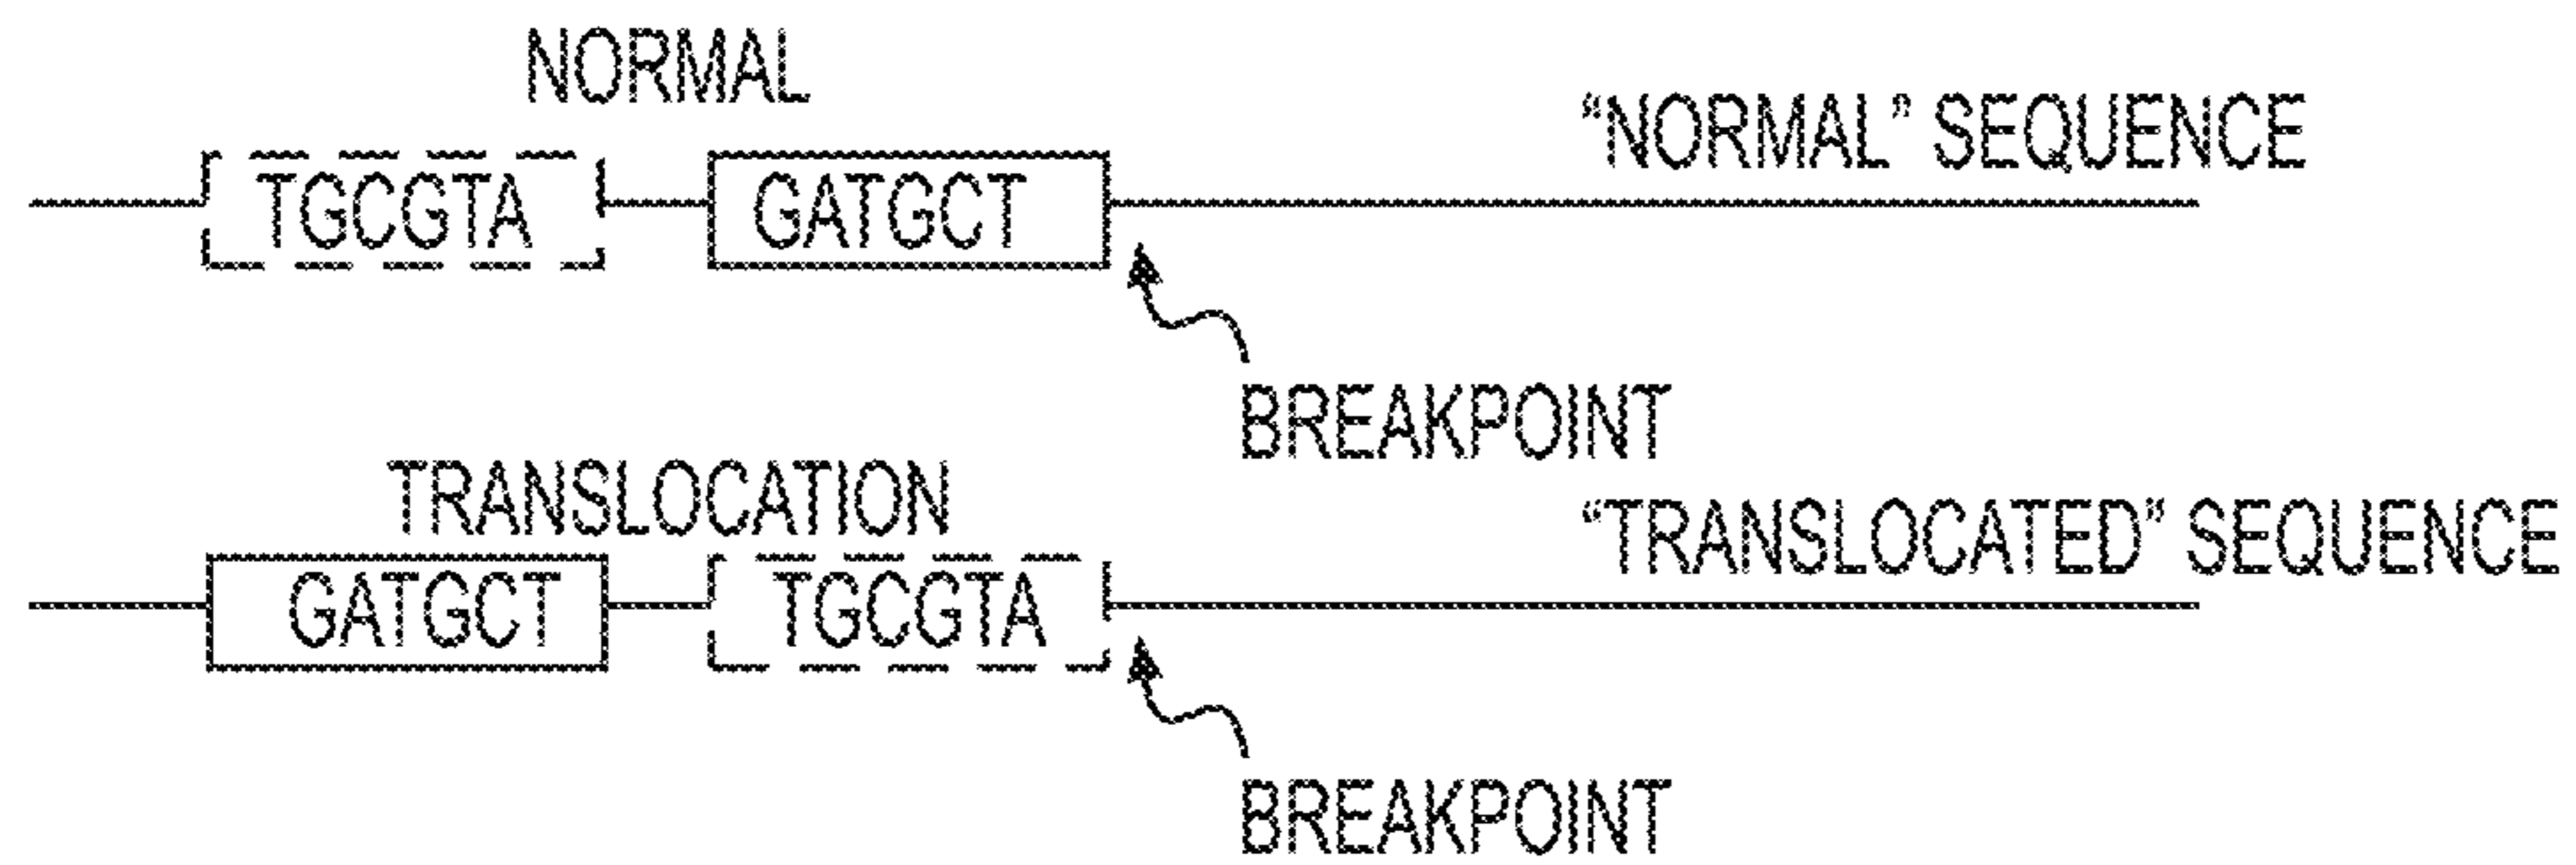 NORMAL
"NORMAL" SEQUENCE
TGCGTA GATGCT
BREAKPOINT
TRANSLOCATION
"TRANSLOCATED" SEQUENCE
GATGCT TGCGTA
BREAKPOINT